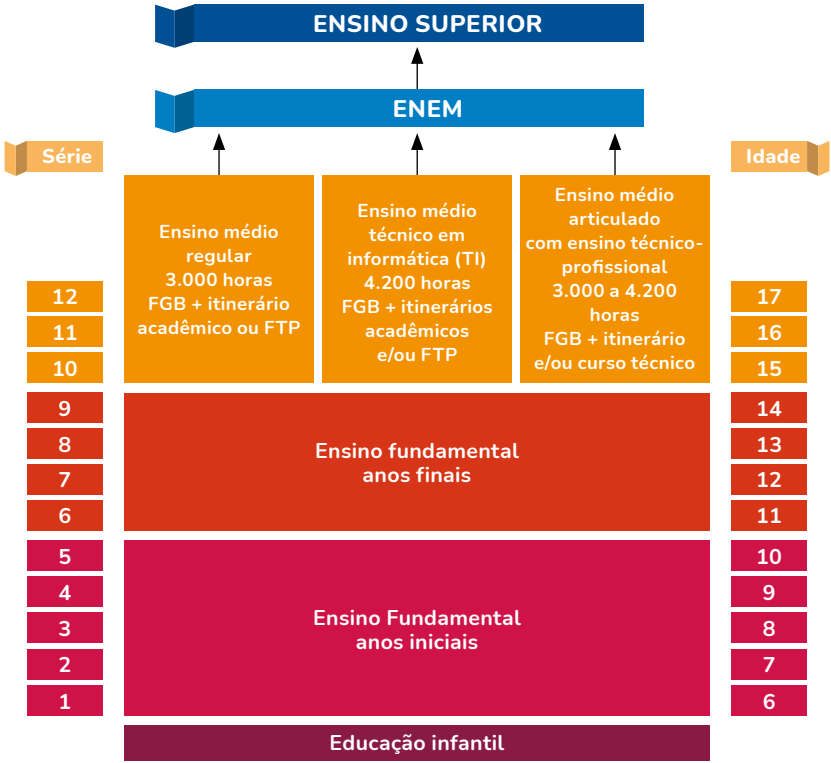 ENSINO SUPERIOR
ENEM
Série
Idade
Ensino médio
regular
3.000 horas
FGB + itinerário
acadêmico ou FTP
Ensino médio
técnico em
informática (TI)
4.200 horas
FGB + itinerários
acadêmicos
e/ou FTP
Ensino médio
articulado
com ensino técnico-
profissional
3.000 a 4.200
horas
FGB + itinerário
e/ou curso técnico
12
17
11
16
10
15
9
14
8
13
7
12
6
11
Ensino fundamental
anos finais
5
10
4
9
3
8
2
7
1
6
Ensino Fundamental
anos iniciais
Educação infantil